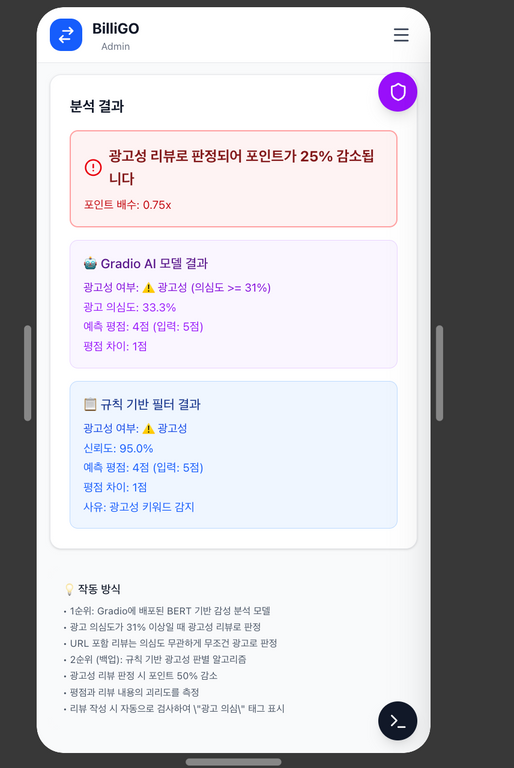 BilliGO
Admin
분석 결과
광고성 리뷰로 판정되어 포인트가 25% 감소됩
니다
포인트 배수: 0.75x
🤖 Gradio AI 모델 결과
광고성 여부: ⚠️ 광고성 (의심도 >= 31%)
광고 의심도: 33.3%
예측 평점: 4점 (입력: 5점)
평점 차이: 1점
📋 규칙 기반 필터 결과
광고성 여부: ⚠️ 광고성
신뢰도: 95.0%
예측 평점: 4점 (입력: 5점)
평점 차이: 1점
사유: 광고성 키워드 감지
💡 작동 방식
• 1순위: Gradio에 배포된 BERT 기반 감성 분석 모델
• 광고 의심도가 31% 이상일 때 광고성 리뷰로 판정
• URL 포함 리뷰는 의심도 무관하게 무조건 광고로 판정
• 2순위 (백업): 규칙 기반 광고성 판별 알고리즘
• 광고성 리뷰 판정 시 포인트 50% 감소
• 평점과 리뷰 내용의 괴리도를 측정
• 리뷰 작성 시 자동으로 검사하여 \"광고 의심\" 태그 표시